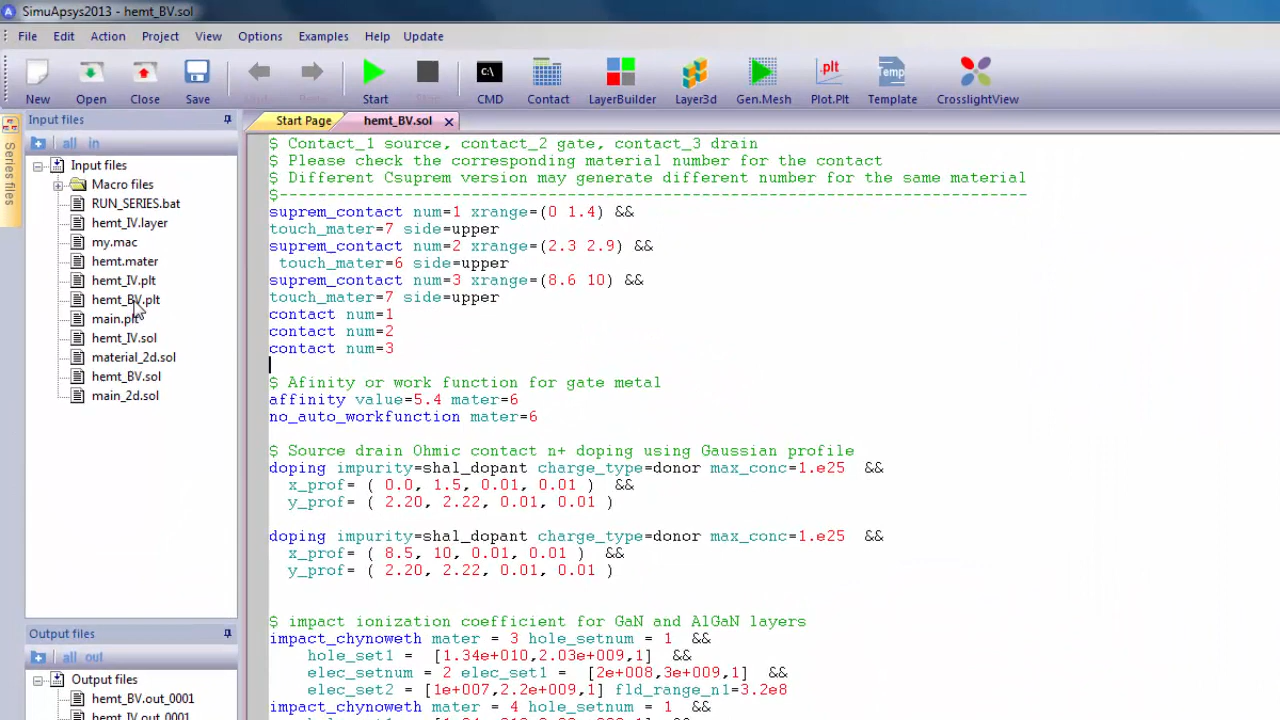 SimuApsys2013 - hemt_BV.sol
File Edit Action Project View Options Examples Help Update
New Open Close Save Start CMD Contact LayerBuilder Layer3d Gen.Mesh Plot.Plt Template CrosslightView
C:\
.plt
Temp
Series files
Input files
all in
Input files
Macro files
RUN_SERIES.bat
hemt_IV.layer
my.mac
hemt.mater
hemt_IV.plt
hemt_BV.plt
main.plt
hemt_IV.sol
material_2d.sol
hemt_BV.sol
main_2d.sol
Output files
all out
Output files
hemt_BV.out_0001
hemt_IV.out_0001
Start Page hemt_BV.sol
$ Contact_1 source, contact_2 gate, contact_3 drain
$ Please check the corresponding material number for the contact
$ Different Csuprem version may generate different number for the same material
$--------------------------------------------------------------------------------
suprem_contact num=1 xrange=(0 1.4) &&
touch_mater=7 side=upper
suprem_contact num=2 xrange=(2.3 2.9) &&
touch_mater=6 side=upper
suprem_contact num=3 xrange=(8.6 10) &&
touch_mater=7 side=upper
contact num=1
contact num=2
contact num=3
$ Afinity or work function for gate metal
affinity value=5.4 mater=6
no_auto_workfunction mater=6
$ Source drain Ohmic contact n+ doping using Gaussian profile
doping impurity=shal_dopant charge_type=donor max_conc=1.e25 &&
x_prof= ( 0.0, 1.5, 0.01, 0.01 ) &&
y_prof= ( 2.20, 2.22, 0.01, 0.01 )
doping impurity=shal_dopant charge_type=donor max_conc=1.e25 &&
x_prof= ( 8.5, 10, 0.01, 0.01 ) &&
y_prof= ( 2.20, 2.22, 0.01, 0.01 )
$ impact ionization coefficient for GaN and AlGaN layers
impact_chynoweth mater = 3 hole_setnum = 1 &&
hole_set1 = [1.34e+010,2.03e+009,1] &&
elec_setnum = 2 elec_set1 = [2e+008,3e+009,1] &&
elec_set2 = [1e+007,2.2e+009,1] fld_range_n1=3.2e8
impact_chynoweth mater = 4 hole_setnum = 1 &&